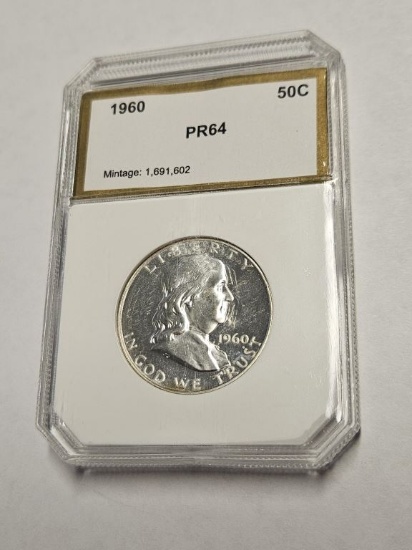 1960 50C
PR64
Mintage: 1,691,602
LIBERTY
1960
IN GOD WE TRUST